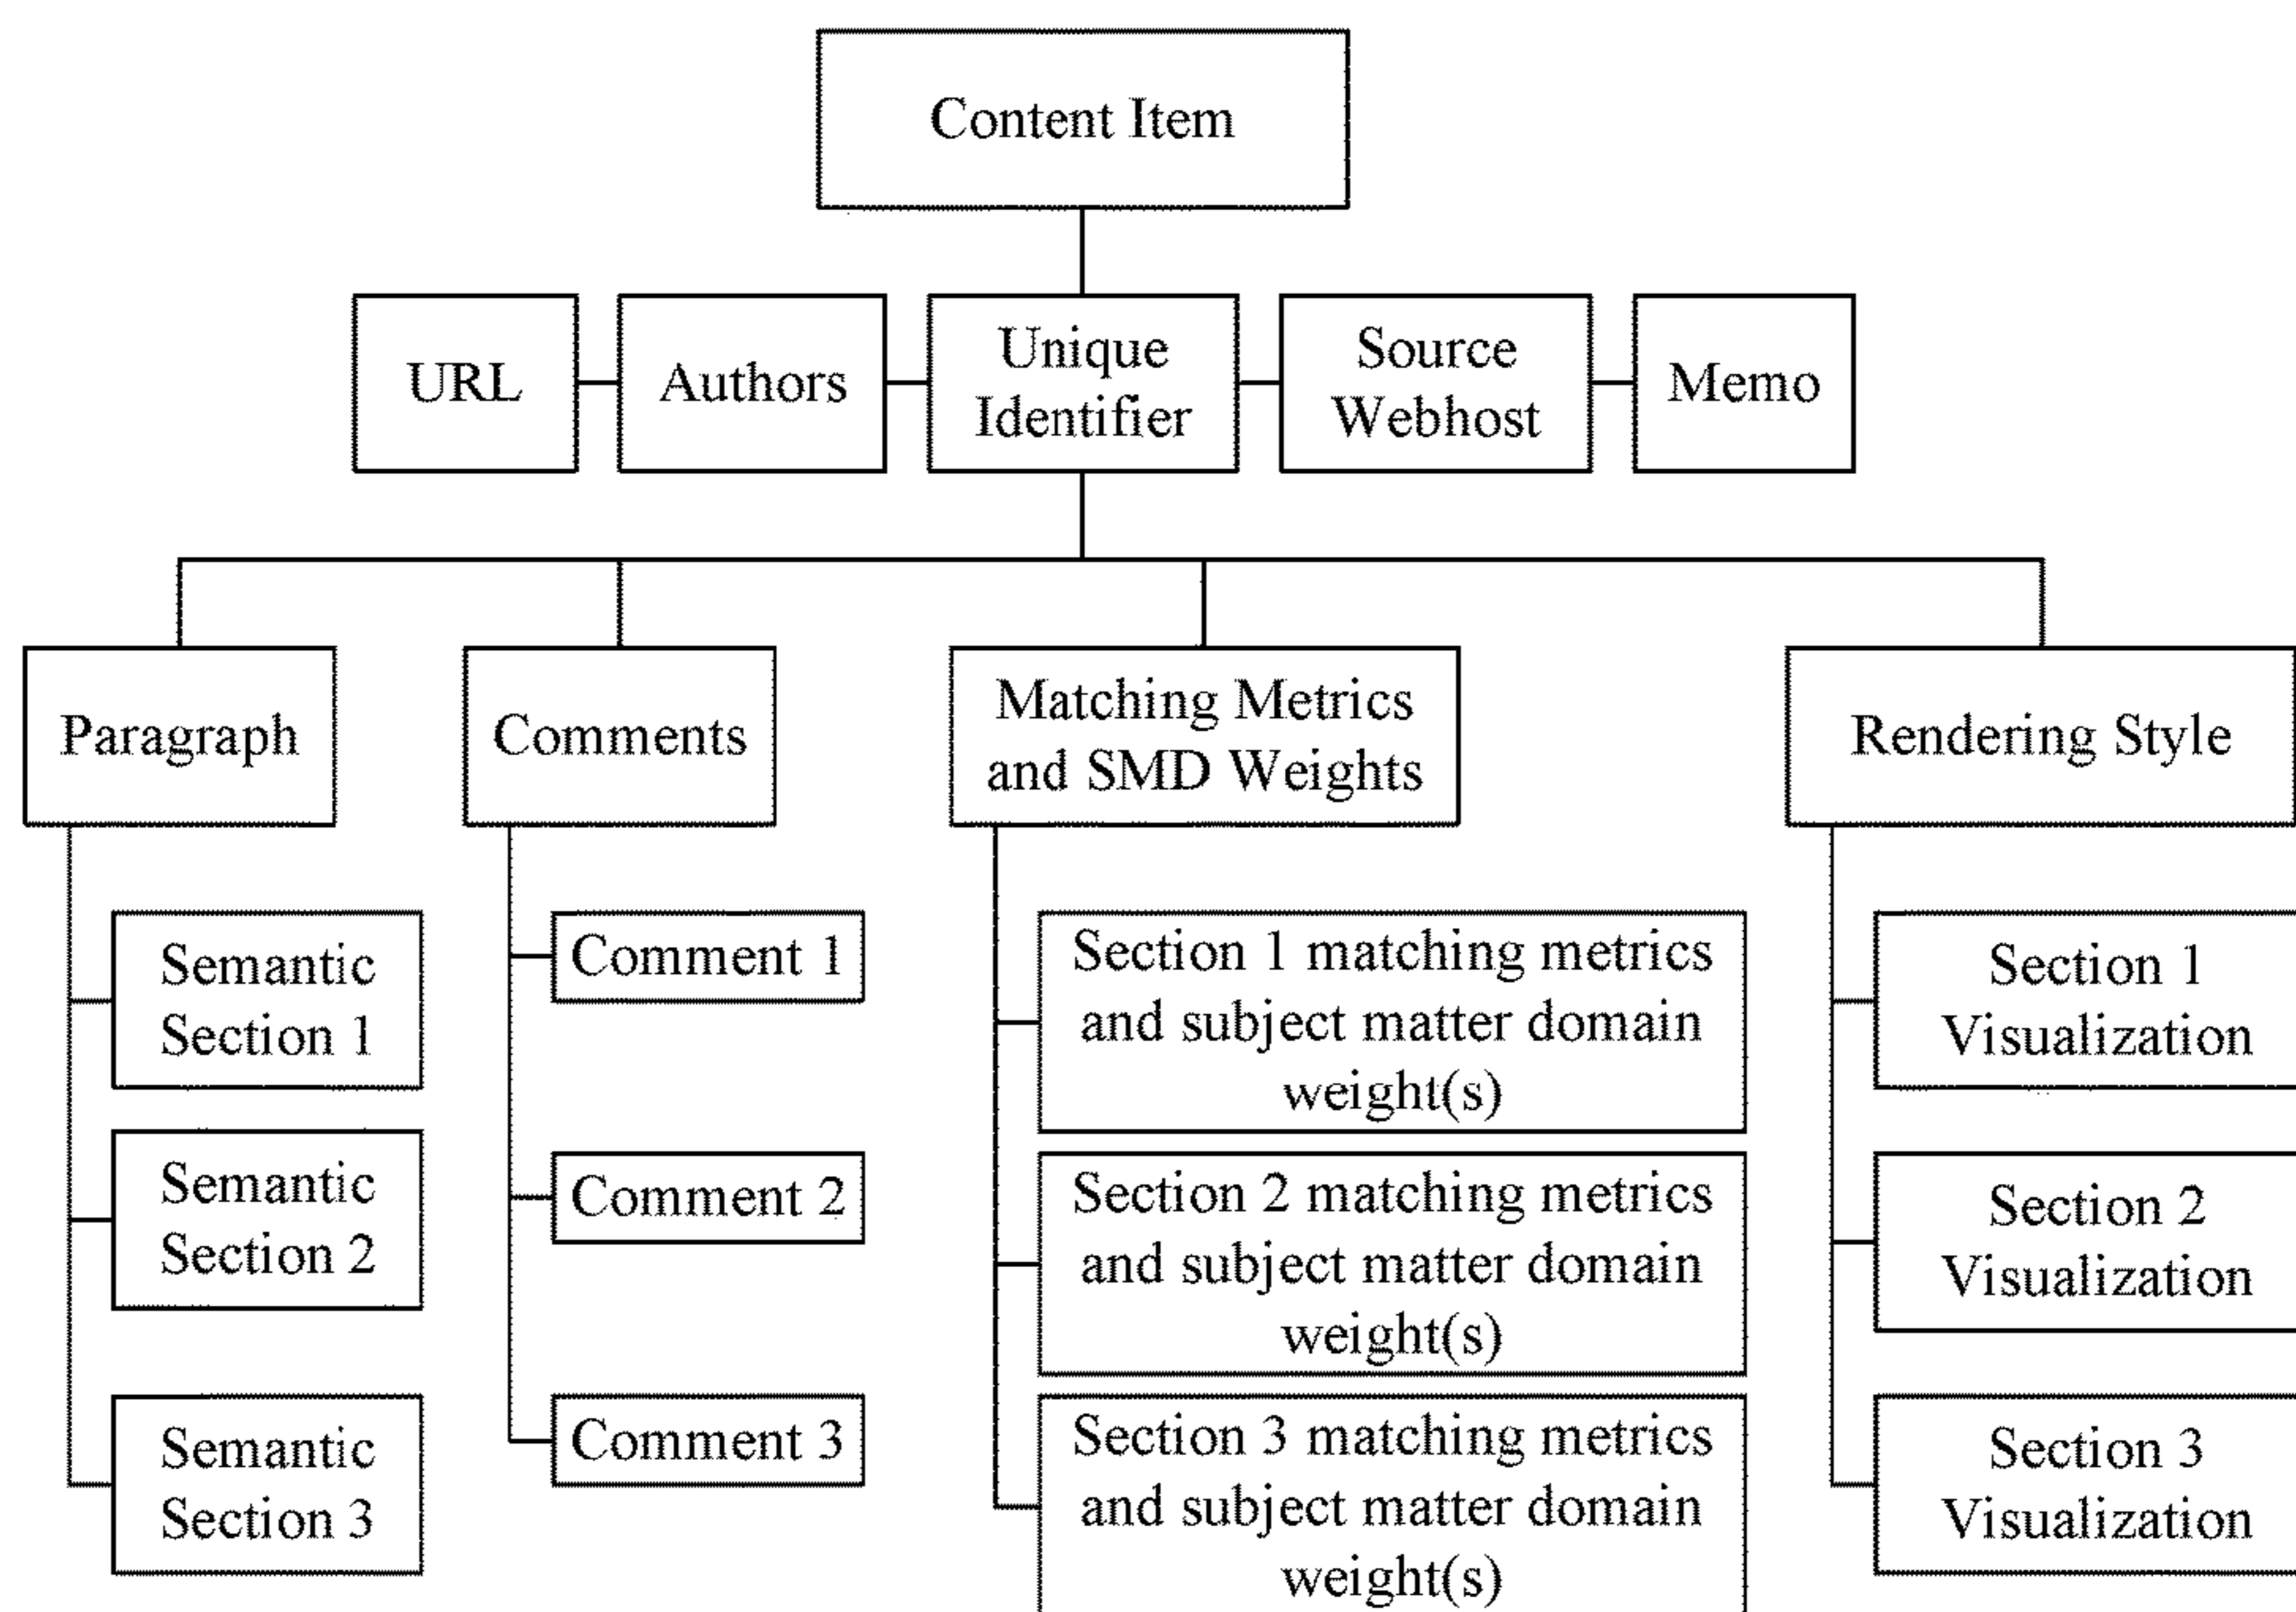 Content Item
URL
Authors
Unique
Identifier
Source
Webhost
Memo
Paragraph
Comments
Matching Metrics
and SMD Weights
Rendering Style
Semantic
Section 1
Semantic
Section 2
Semantic
Section 3
Comment 1
Comment 2
Comment 3
Section 1 matching metrics
and subject matter domain
weight(s)
Section 2 matching metrics
and subject matter domain
weight(s)
Section 3 matching metrics
and subject matter domain
weight(s)
Section 1
Visualization
Section 2
Visualization
Section 3
Visualization